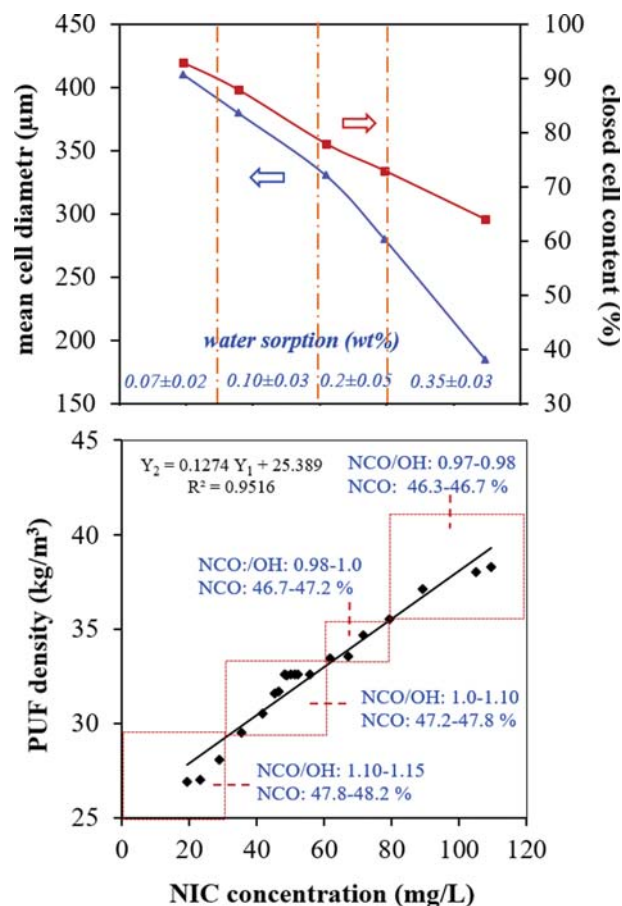 450
400
350
300
250
200
150
mean cell diametr (μm)
100
90
80
70
60
50
40
30
closed cell content
(%)
water sorption (wt%)
0.07±0.02 0.10±0.03 0.2±0.05 0.35±0.03
45
40
35
30
25
PUF density (kg/m³)
Y₂ = 0.1274 Y₁ + 25.389
R² = 0.9516
NCO/OH: 0.97-0.98
NCO: 46.3-46.7 %
NCO:/OH: 0.98-1.0
NCO: 46.7-47.2 %
NCO/OH: 1.0-1.10
NCO: 47.2-47.8 %
NCO/OH: 1.10-1.15
NCO: 47.8-48.2 %
0 20 40 60 80 100 120
NIC concentration (mg/L)